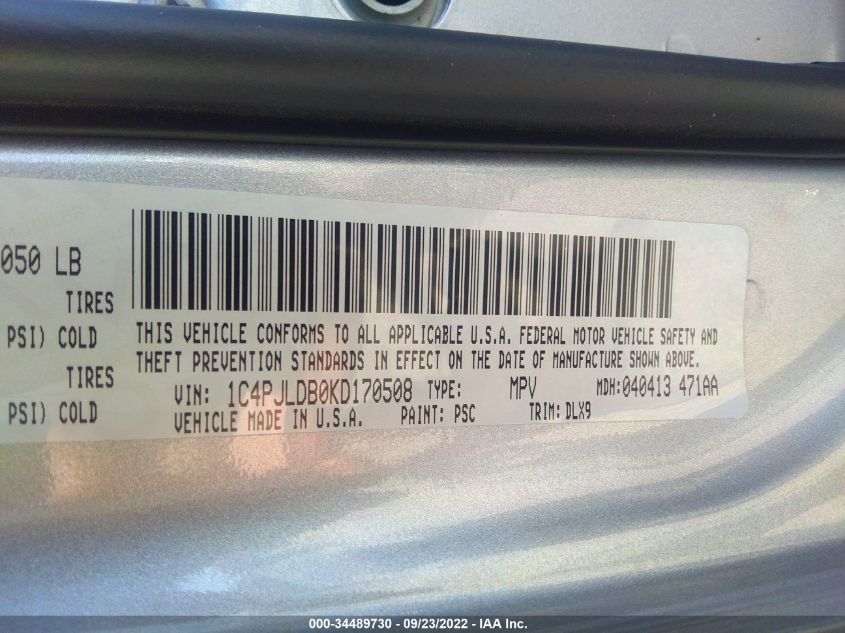 050 LB
TIRES
PSI) COLD
TIRES
PSI) COLD
THIS VEHICLE CONFORMS TO ALL APPLICABLE U.S.A. FEDERAL MOTOR VEHICLE SAFETY AND
THEFT PREVENTION STANDARDS IN EFFECT ON THE DATE OF MANUFACTURE SHOWN ABOVE.
VIN: 1C4PJLDB0KD170508 TYPE: MPV MDH: 040413 471AA
VEHICLE MADE IN U.S.A. PAINT: PSC TRIM: DLX9
000-34489730 - 09/23/2022 - IAA Inc.